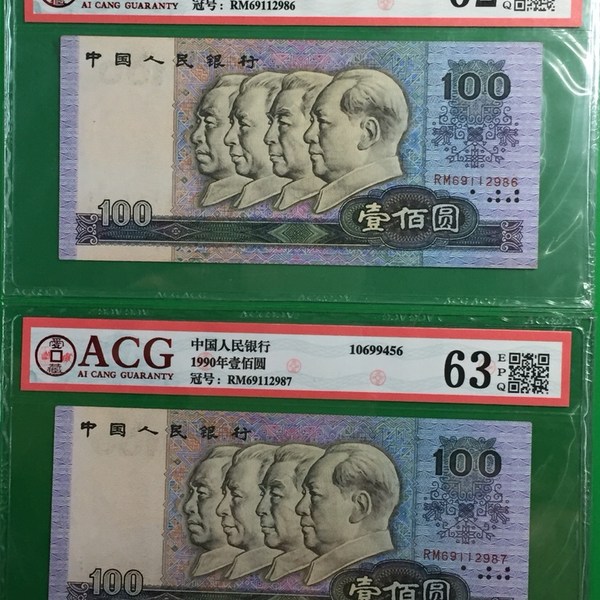 AI CANG GUARANTY
冠号: RM69112986
Q
中国人民银行
100
RM69112986
100
壹佰圆
ACG
AI CANG GUARANTY
中国人民银行
1990年壹佰圆
冠号: RM69112987
10699456
63
E
P
Q
中国人民银行
100
RM69112987
100
壹佰圆